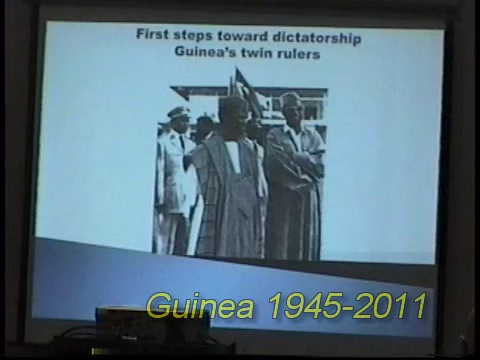 First steps toward dictatorship
Guinea's twin rulers
Guinea 1945-2011